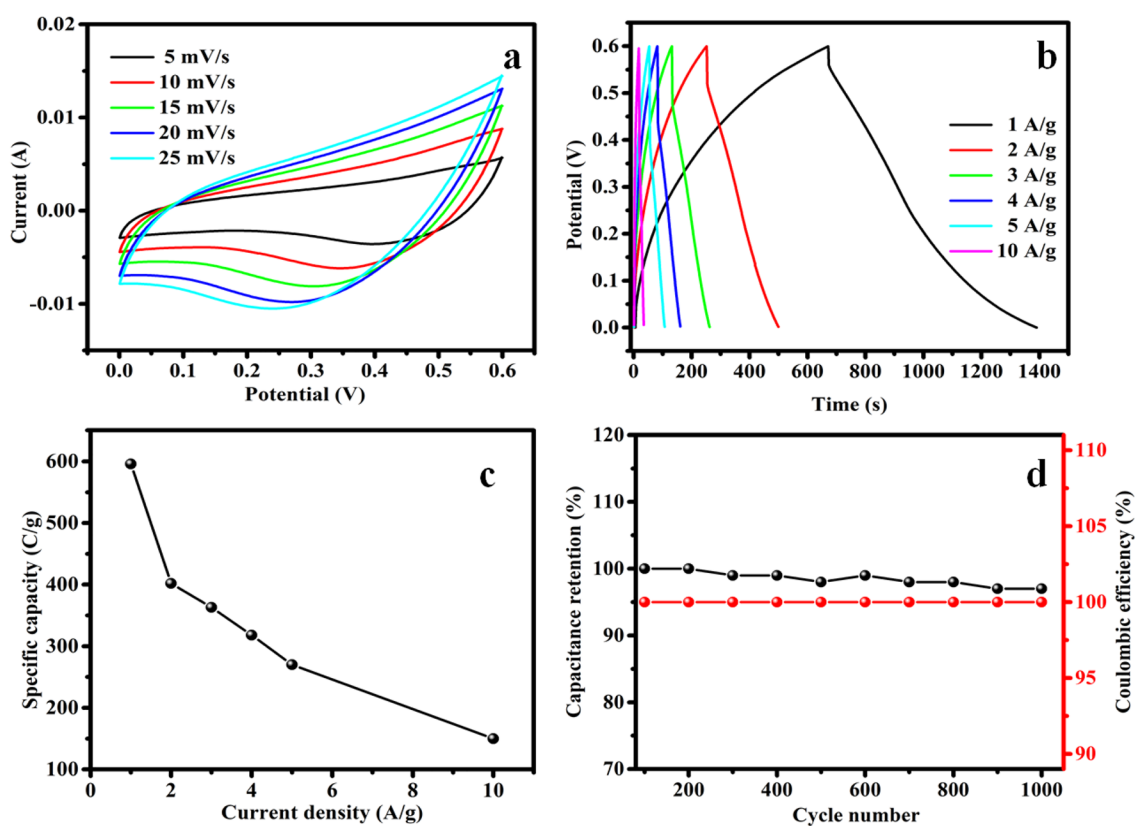 a
0.02
0.01
0.00
-0.01
Current (A)
5 mV/s
10 mV/s
15 mV/s
20 mV/s
25 mV/s
0.0 0.1 0.2 0.3 0.4 0.5 0.6
Potential (V)
b
0.6
0.5
0.4
0.3
0.2
0.1
0.0
Potential (V)
1 A/g
2 A/g
3 A/g
4 A/g
5 A/g
10 A/g
0 200 400 600 800 1000 1200 1400
Time (s)
c
600
500
400
300
200
100
Specific capacity (C/g)
0 2 4 6 8 10
Current density (A/g)
d
120
110
100
90
80
70
Capacitance retention (%)
110
105
100
95
90
Coulombic efficiency (%)
200 400 600 800 1000
Cycle number